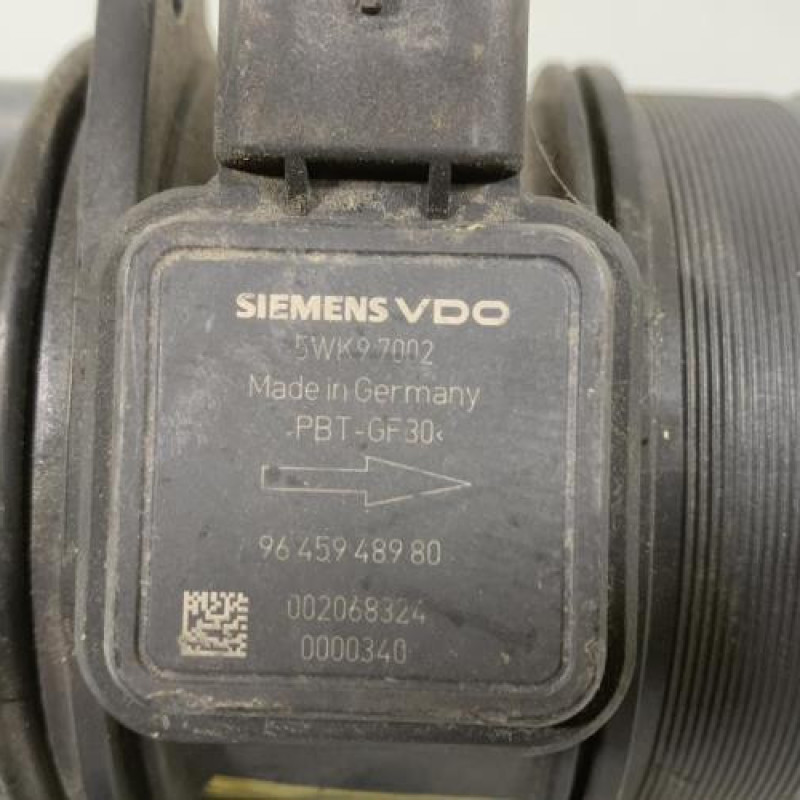 SIEMENS VDO
5WK9 7002
Made in Germany
>PBT-GF30<
96 459 489 80
002068324
0000340